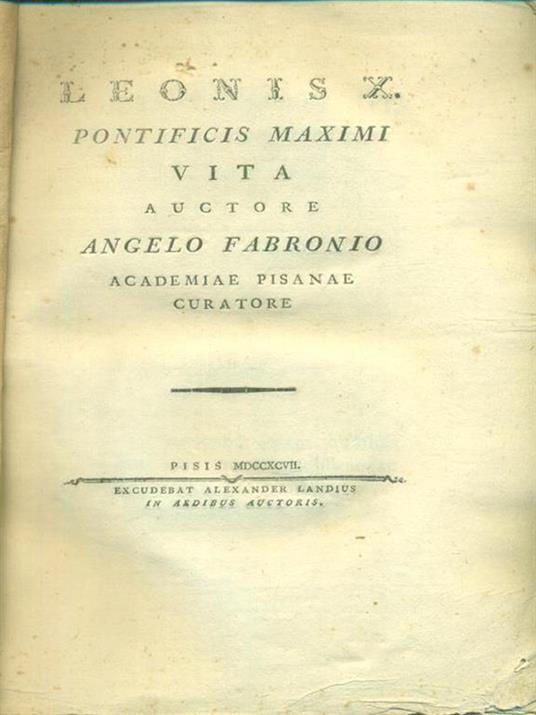 LEONIS X.
PONTIFICIS MAXIMI
VITA
AUCTORE
ANGELO FABRONIO
ACADEMIAE PISANAE
CURATORE
PISIS MDCCXCVII.
EXCUDEBAT ALEXANDER LANDIUS
IN AEDIBUS AUCTORIS.